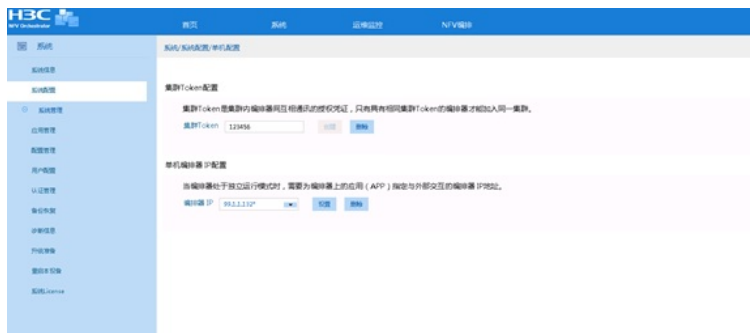 H3C
NFV Orchestrator
首页 系统 运维监控 NFV编排
系统
系统/系统配置/单机配置
系统信息
系统配置
系统管理
应用管理
配置管理
用户配置
认证管理
备份恢复
诊断信息
升级准备
重启本设备
系统License
集群Token配置
集群Token是集群内编排器间互相通讯的授权凭证，只有具有相同集群Token的编排器才能加入同一集群。
集群Token 123456 设置 删除
单机编排器 IP配置
当编排器处于独立运行模式时，需要为编排器上的应用（APP）指定与外部交互的编排器 IP地址。
编排器 IP 设置 删除